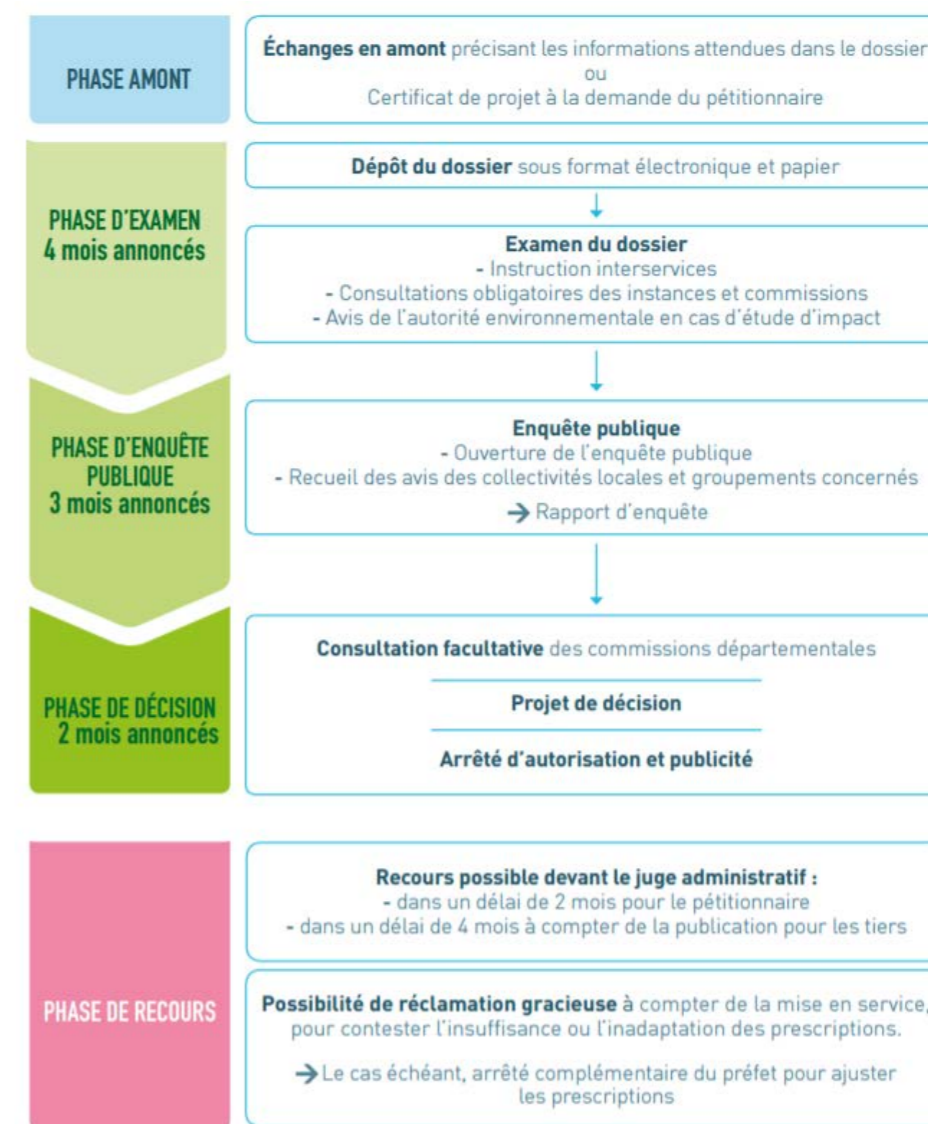 PHASE AMONT
Échanges en amont précisant les informations attendues dans le dossier
ou
Certificat de projet à la demande du pétitionnaire
PHASE D'EXAMEN
4 mois annoncés
Dépôt du dossier sous format électronique et papier
Examen du dossier
- Instruction interservices
- Consultations obligatoires des instances et commissions
- Avis de l'autorité environnementale en cas d'étude d'impact
PHASE D'ENQUÊTE
PUBLIQUE
3 mois annoncés
Enquête publique
- Ouverture de l'enquête publique
- Recueil des avis des collectivités locales et groupements concernés
→ Rapport d'enquête
PHASE DE DÉCISION
2 mois annoncés
Consultation facultative des commissions départementales
Projet de décision
Arrêté d'autorisation et publicité
PHASE DE RECOURS
Recours possible devant le juge administratif :
- dans un délai de 2 mois pour le pétitionnaire
- dans un délai de 4 mois à compter de la publication pour les tiers
Possibilité de réclamation gracieuse à compter de la mise en service,
pour contester l'insuffisance ou l'inadaptation des prescriptions.
→ Le cas échéant, arrêté complémentaire du préfet pour ajuster
les prescriptions